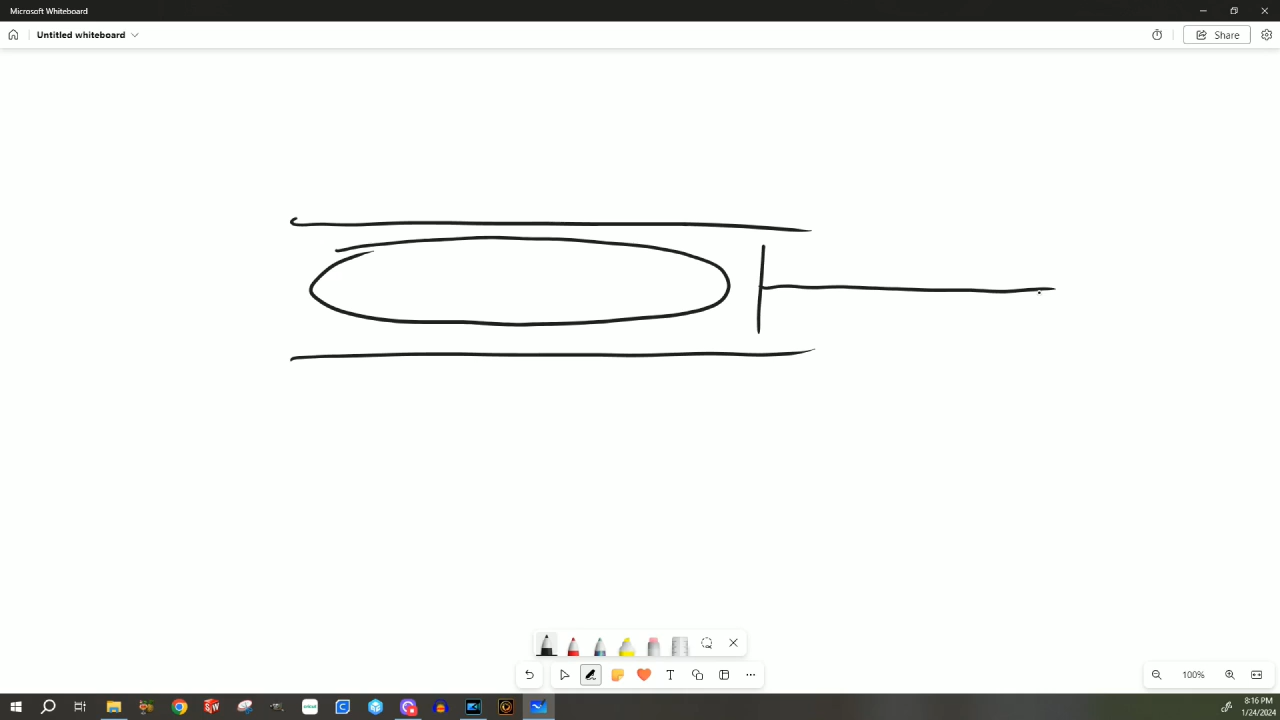 Microsoft Whiteboard
Untitled whiteboard
Share
100%
8:16 PM
1/24/2024